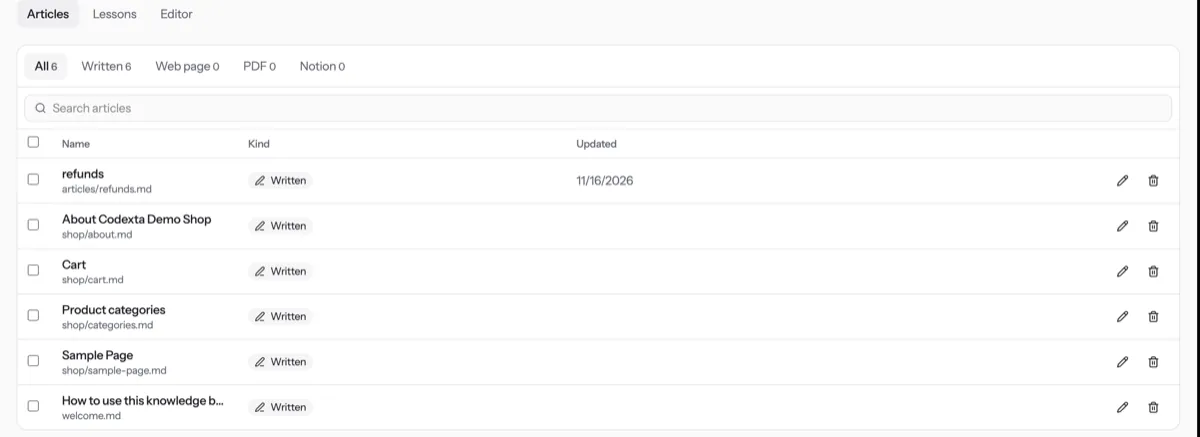 Articles Lessons Editor
All 6 Written 6 Web page 0 PDF 0 Notion 0
Search articles
Name Kind Updated
refunds
articles/refunds.md
Written
11/16/2026
About Codexta Demo Shop
shop/about.md
Written
Cart
shop/cart.md
Written
Product categories
shop/categories.md
Written
Sample Page
shop/sample-page.md
Written
How to use this knowledge b...
welcome.md
Written